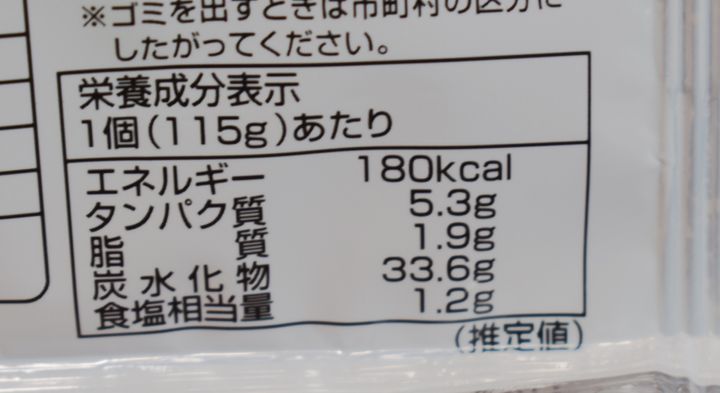 ※ゴミを出すときは市町村の区分に
したがってください。
栄養成分表示
1個(115g)あたり
エネルギー 180kcal
タンパク質 5.3g
脂質 1.9g
炭水化物 33.6g
食塩相当量 1.2g
(推定値)